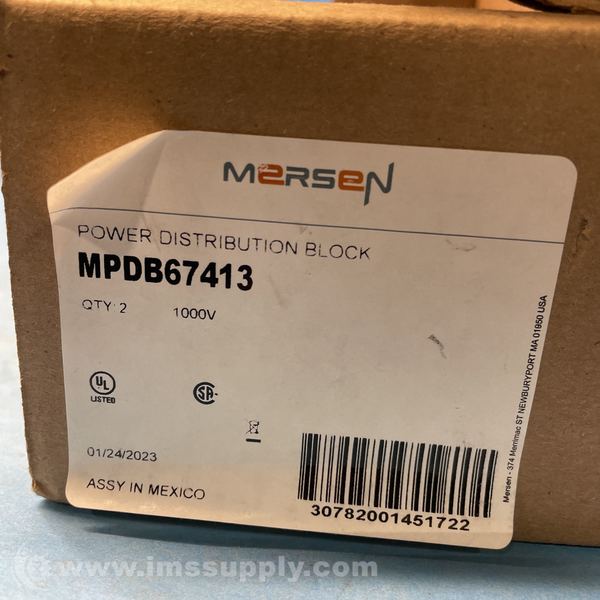 MERSEN
POWER DISTRIBUTION BLOCK
MPDB67413
QTY: 2 1000V
UL
LISTED
SA
01/24/2023
ASSY IN MEXICO
30782001451722
Mersen - 374 Merrimac ST NEWBURYPORT MA 01950 USA
www.imssupply.com